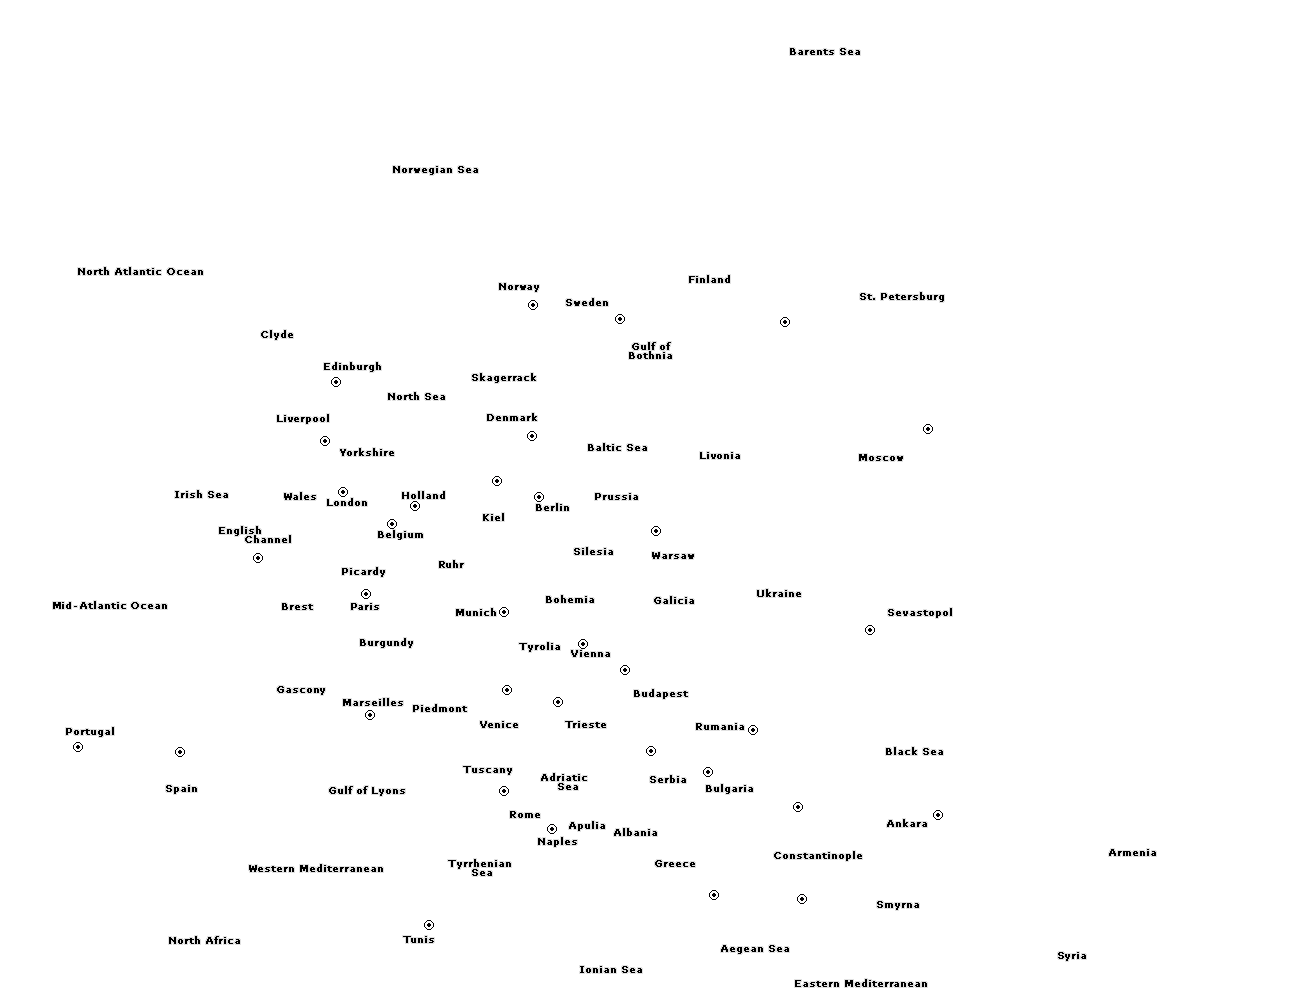 Barents Sea
Norwegian Sea
North Atlantic Ocean
Finland
Norway
St. Petersburg
Sweden
Clyde
Gulf of
Bothnia
Edinburgh
Skagerrack
North Sea
Liverpool
Denmark
Baltic Sea
Yorkshire
Livonia
Moscow
Irish Sea
Wales
Holland
Prussia
London
Berlin
Kiel
English
Channel
Belgium
Silesia
Warsaw
Ruhr
Picardy
Ukraine
Bohemia
Galicia
Mid-Atlantic Ocean
Brest
Paris
Munich
Sevastopol
Burgundy
Tyrolia
Vienna
Gascony
Budapest
Marseilles
Piedmont
Venice
Trieste
Rumania
Portugal
Black Sea
Tuscany
Adriatic
Sea
Serbia
Spain
Gulf of Lyons
Bulgaria
Rome
Apulia
Albania
Ankara
Naples
Armenia
Constantinople
Western Mediterranean
Tyrrhenian
Sea
Greece
Smyrna
North Africa
Tunis
Aegean Sea
Syria
Ionian Sea
Eastern Mediterranean